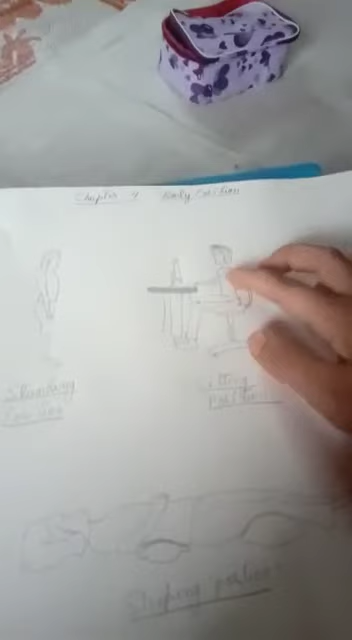 Chapter 4 Body Position
Standing
Position
Sitting
Position
Sleeping position